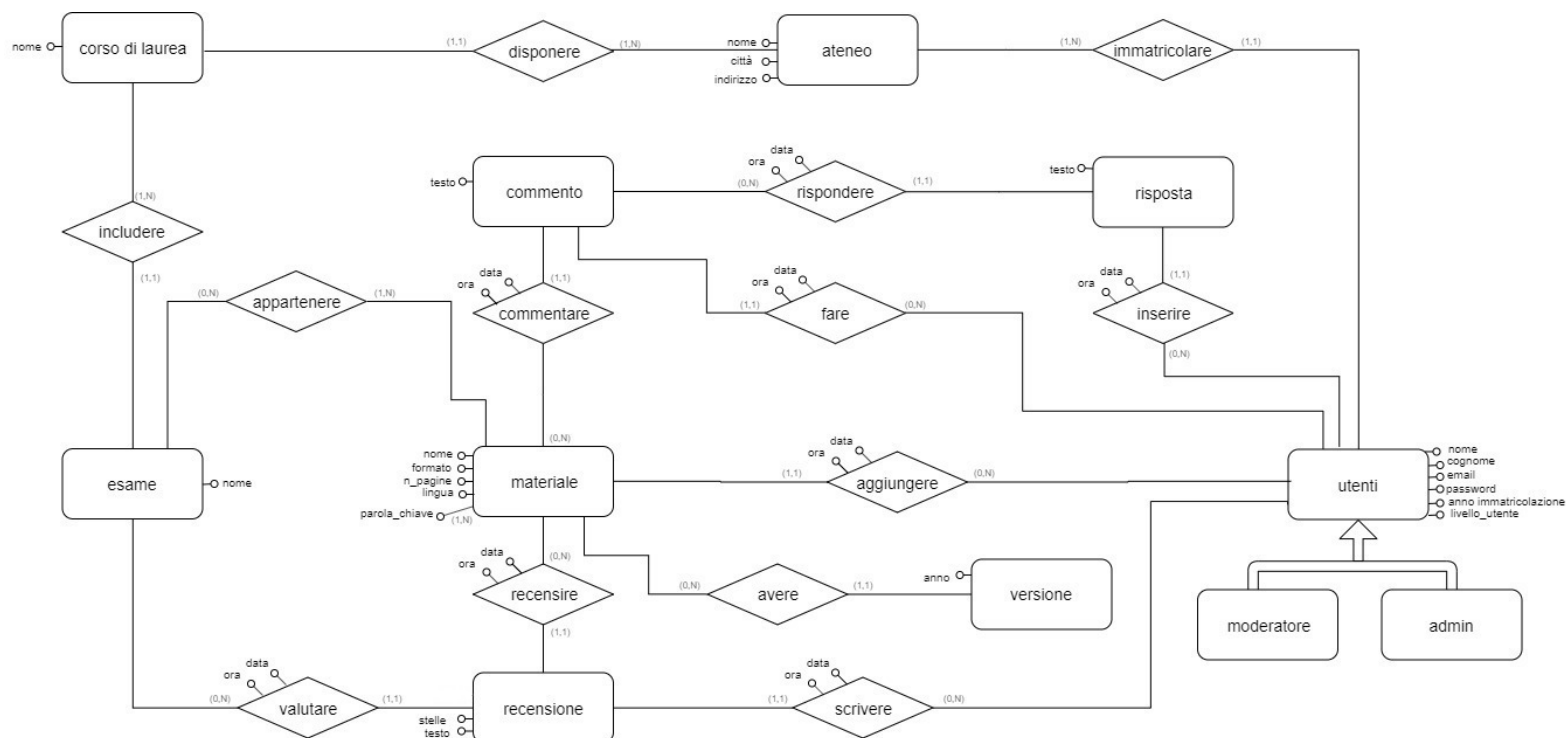 nome
corso di laurea
(1,1)
disponere
(1,N)
nome
città
indirizzo
ateneo
(1,N)
immatricolare
(1,1)
(1,N)
includere
(1,1)
testo
commento
(0,N)
ora
data
rispondere
(1,1)
testo
risposta
(0,N)
appartenere
(1,N)
ora
data
(1,1)
commentare
(0,N)
(1,1)
ora
data
fare
(0,N)
ora
data
(1,1)
inserire
(0,N)
esame
nome
nome
formato
n_pagine
lingua
parola_chiave
(1,N)
materiale
(1,1)
ora
data
aggiungere
(0,N)
utenti
nome
cognome
email
password
anno immatricolazione
livello_utente
ora
data
(0,N)
recensire
(1,1)
(0,N)
avere
(1,1)
anno
versione
moderatore
admin
(0,N)
ora
data
valutare
(1,1)
stelle
testo
recensione
(1,1)
ora
data
scrivere
(0,N)